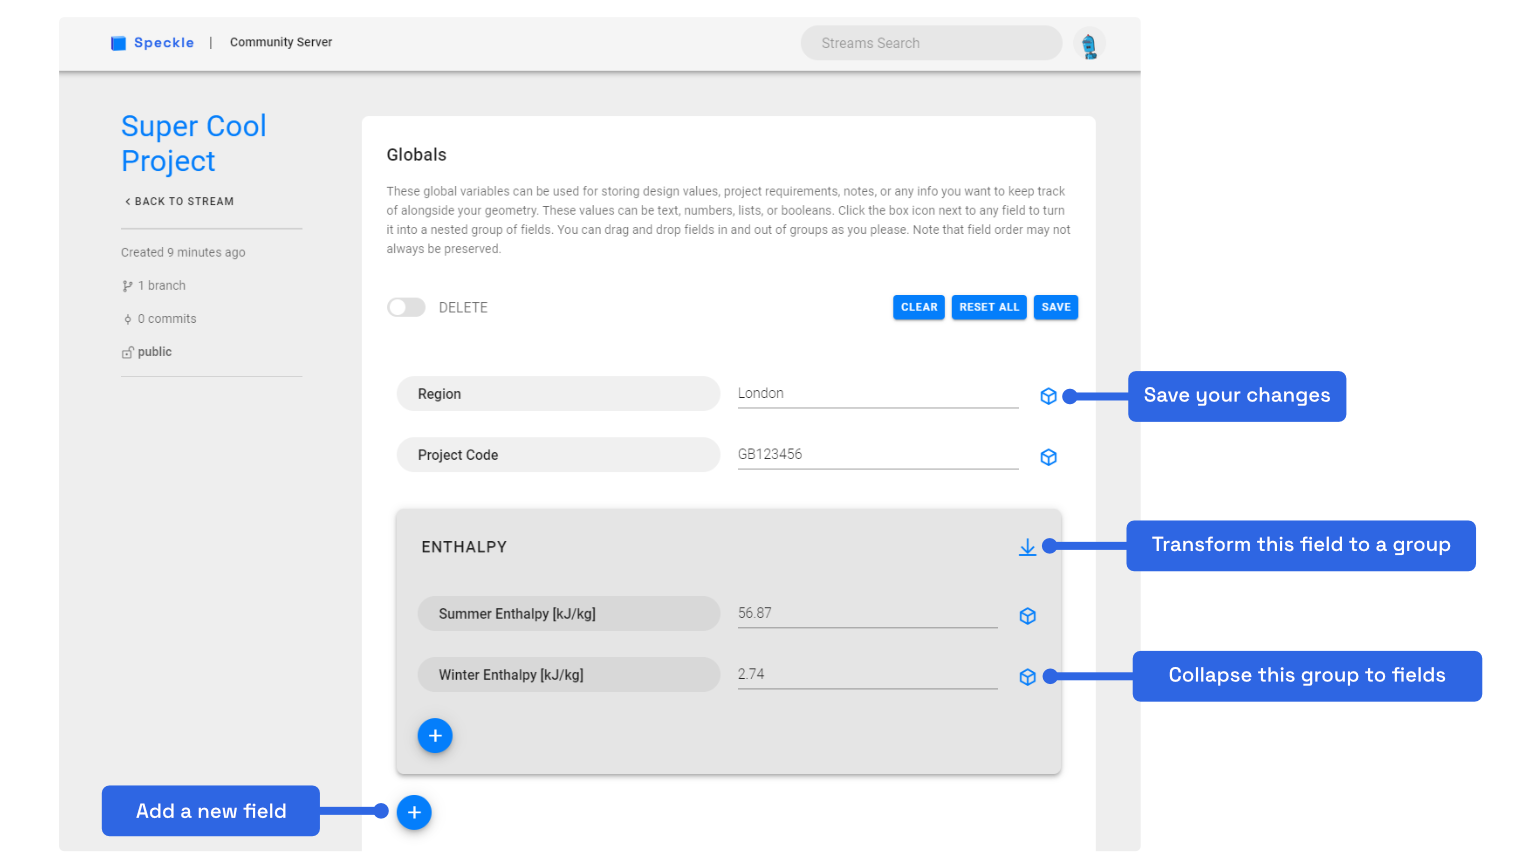 Speckle | Community Server
Streams Search
Super Cool
Project
< BACK TO STREAM
Created 9 minutes ago
1 branch
0 commits
public
Globals
These global variables can be used for storing design values, project requirements, notes, or any info you want to keep track
of alongside your geometry. These values can be text, numbers, lists, or booleans. Click the box icon next to any field to turn
it into a nested group of fields. You can drag and drop fields in and out of groups as you please. Note that field order may not
always be preserved.
DELETE
CLEAR
RESET ALL
SAVE
Region
London
Save your changes
Project Code
GB123456
ENTHALPY
Transform this field to a group
Summer Enthalpy [kJ/kg]
56.87
Winter Enthalpy [kJ/kg]
2.74
Collapse this group to fields
+
Add a new field
+